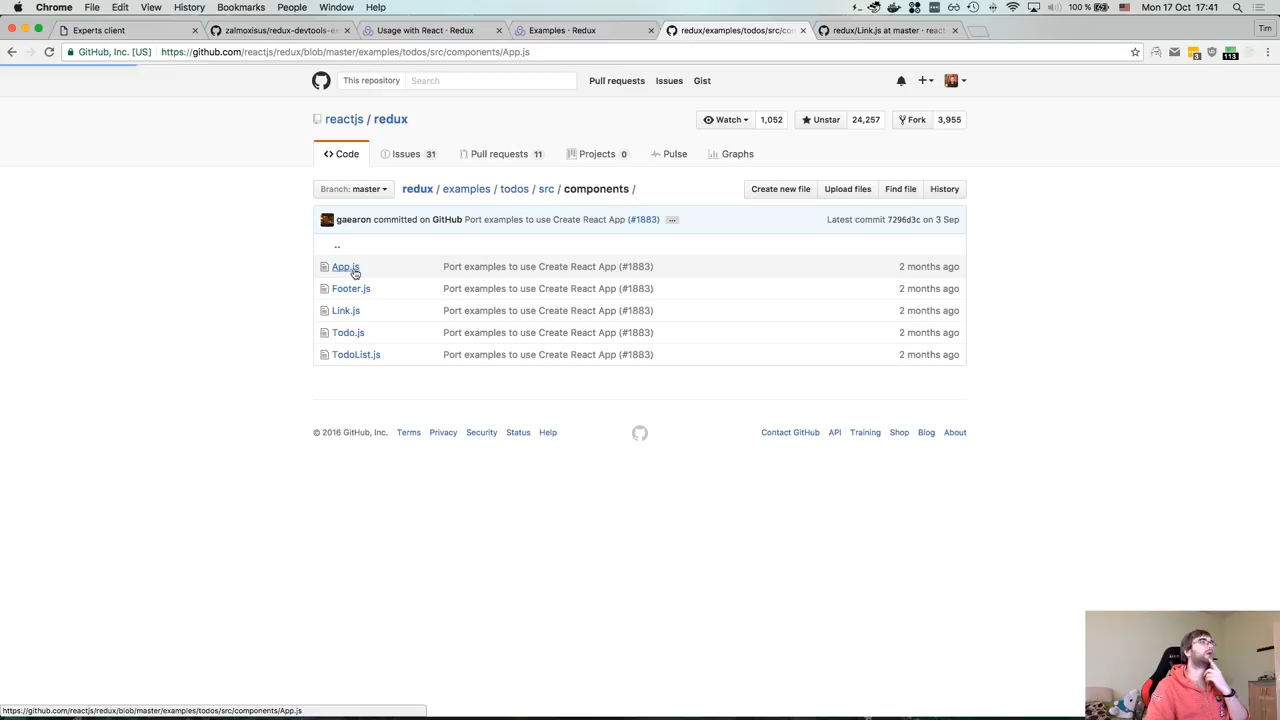 Chrome File Edit View History Bookmarks People Window Help 100 % Mon 17 Oct 17:41
Experts client
zalmoxisus/redux-devtools-ex
Usage with React · Redux
Examples · Redux
redux/examples/todos/src/com
redux/Link.js at master · react
Tim
GitHub, Inc. [US] https://github.com/reactjs/redux/blob/master/examples/todos/src/components/App.js
3
113
This repository Search Pull requests Issues Gist
reactjs / redux
Watch 1,052 Unstar 24,257 Fork 3,955
Code Issues 31 Pull requests 11 Projects 0 Pulse Graphs
Branch: master redux / examples / todos / src / components / Create new file Upload files Find file History
gaearon committed on GitHub Port examples to use Create React App (#1883) ... Latest commit 7296d3c on 3 Sep
..
App.js Port examples to use Create React App (#1883) 2 months ago
Footer.js Port examples to use Create React App (#1883) 2 months ago
Link.js Port examples to use Create React App (#1883) 2 months ago
Todo.js Port examples to use Create React App (#1883) 2 months ago
TodoList.js Port examples to use Create React App (#1883) 2 months ago
© 2016 GitHub, Inc. Terms Privacy Security Status Help Contact GitHub API Training Shop Blog About
https://github.com/reactjs/redux/blob/master/examples/todos/src/components/App.js